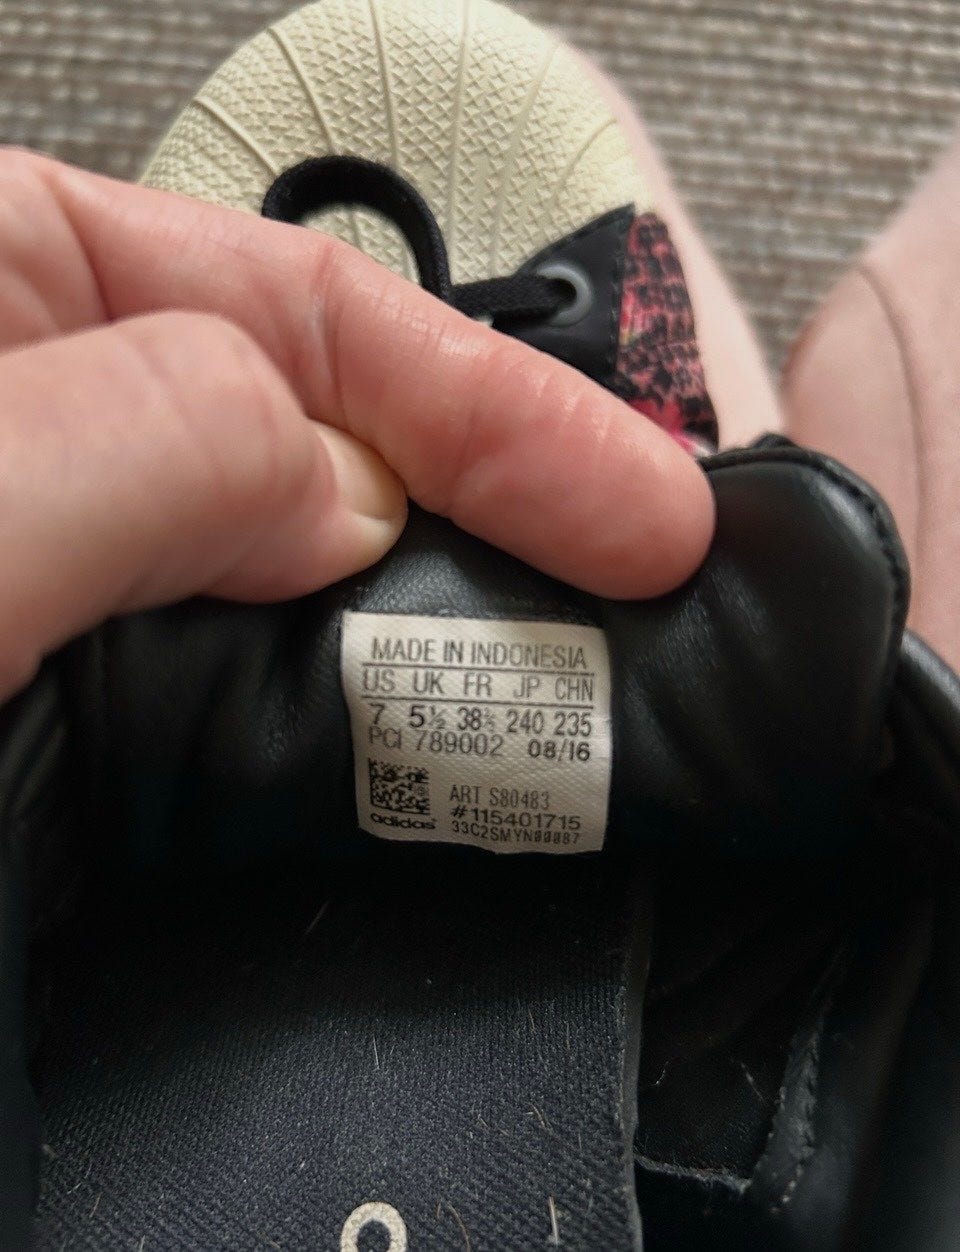 MADE IN INDONESIA
US UK FR JP CHN
7 5½ 38⅔ 240 235
PCI 789002 08/16
ART S80483
#115401715
adidas
33C2SMYN00087